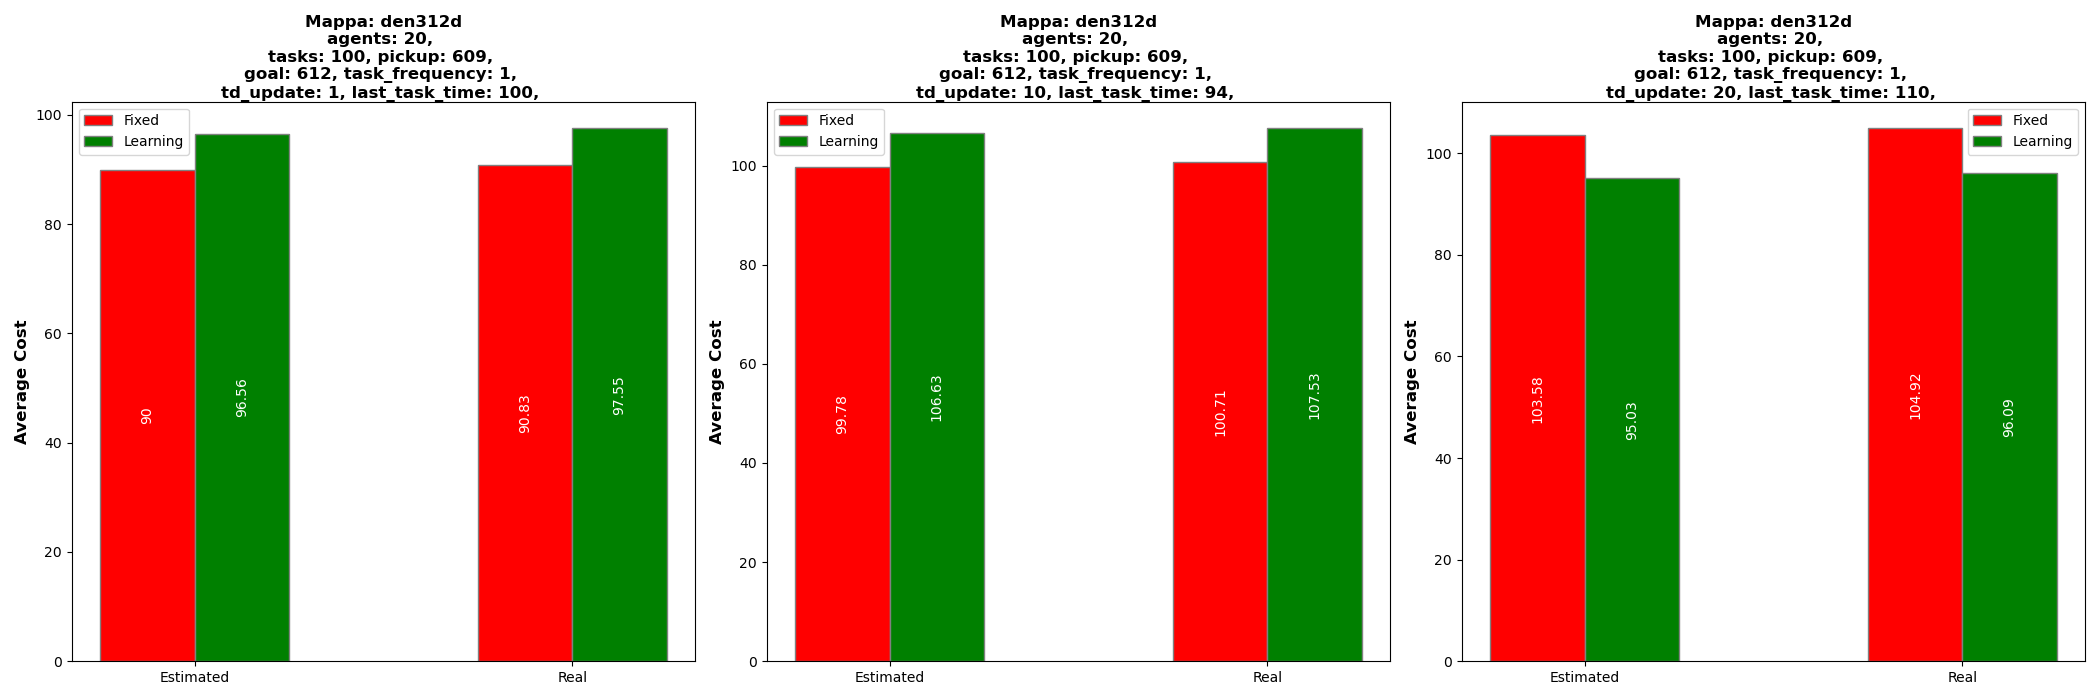 Mappa: den312d
agents: 20,
tasks: 100, pickup: 609,
goal: 612, task_frequency: 1,
td_update: 1, last_task_time: 100,
Fixed
Learning
Average Cost
100
80
60
40
20
0
90
96.56
90.83
97.55
Estimated
Real
Mappa: den312d
agents: 20,
tasks: 100, pickup: 609,
goal: 612, task_frequency: 1,
td_update: 10, last_task_time: 94,
Fixed
Learning
Average Cost
100
80
60
40
20
0
99.78
106.63
100.71
107.53
Estimated
Real
Mappa: den312d
agents: 20,
tasks: 100, pickup: 609,
goal: 612, task_frequency: 1,
td_update: 20, last_task_time: 110,
Fixed
Learning
Average Cost
100
80
60
40
20
0
103.58
95.03
104.92
96.09
Estimated
Real